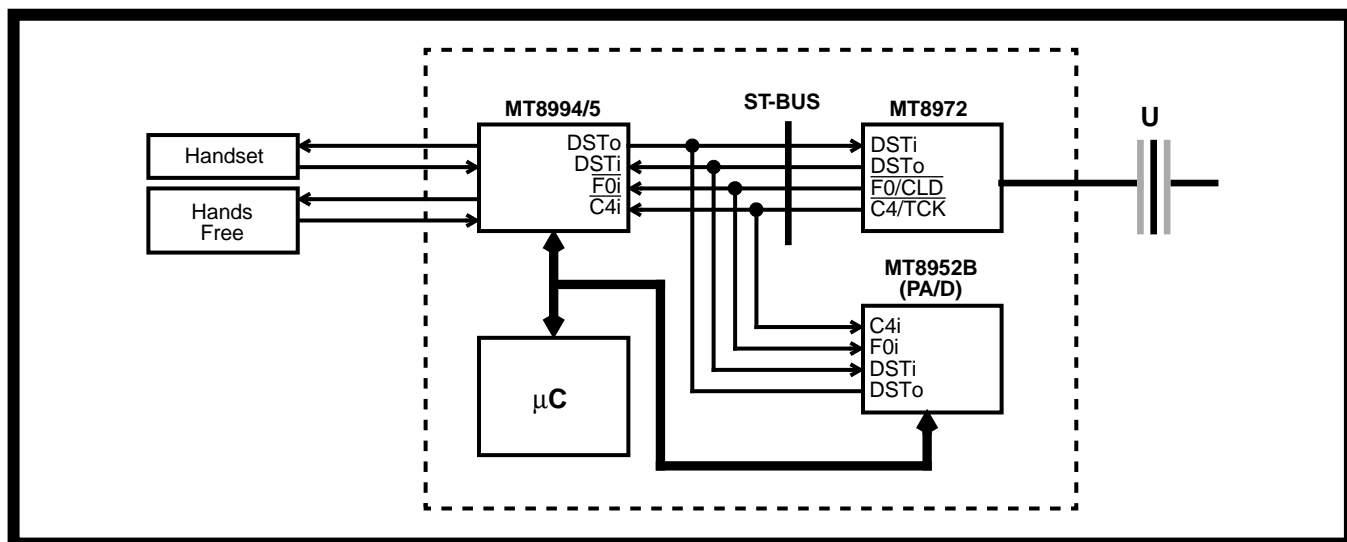 ST-BUS
MT8994/5
MT8972
U
Handset
Hands
Free
DSTo
DSTi
F0i
C4i
DSTi
DSTo
F0/CLD
C4/TCK
MT8952B
(PA/D)
C4i
F0i
DSTi
DSTo
μC